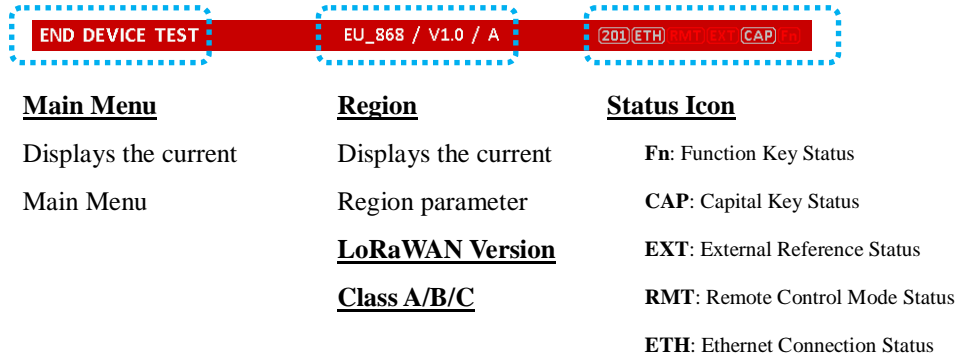 END DEVICE TEST EU_868 / V1.0 / A 201 ETH RMT EXT CAP Fn
Main Menu
Displays the current
Main Menu
Region
Displays the current
Region parameter
LoRaWAN Version
Class A/B/C
Status Icon
Fn: Function Key Status
CAP: Capital Key Status
EXT: External Reference Status
RMT: Remote Control Mode Status
ETH: Ethernet Connection Status